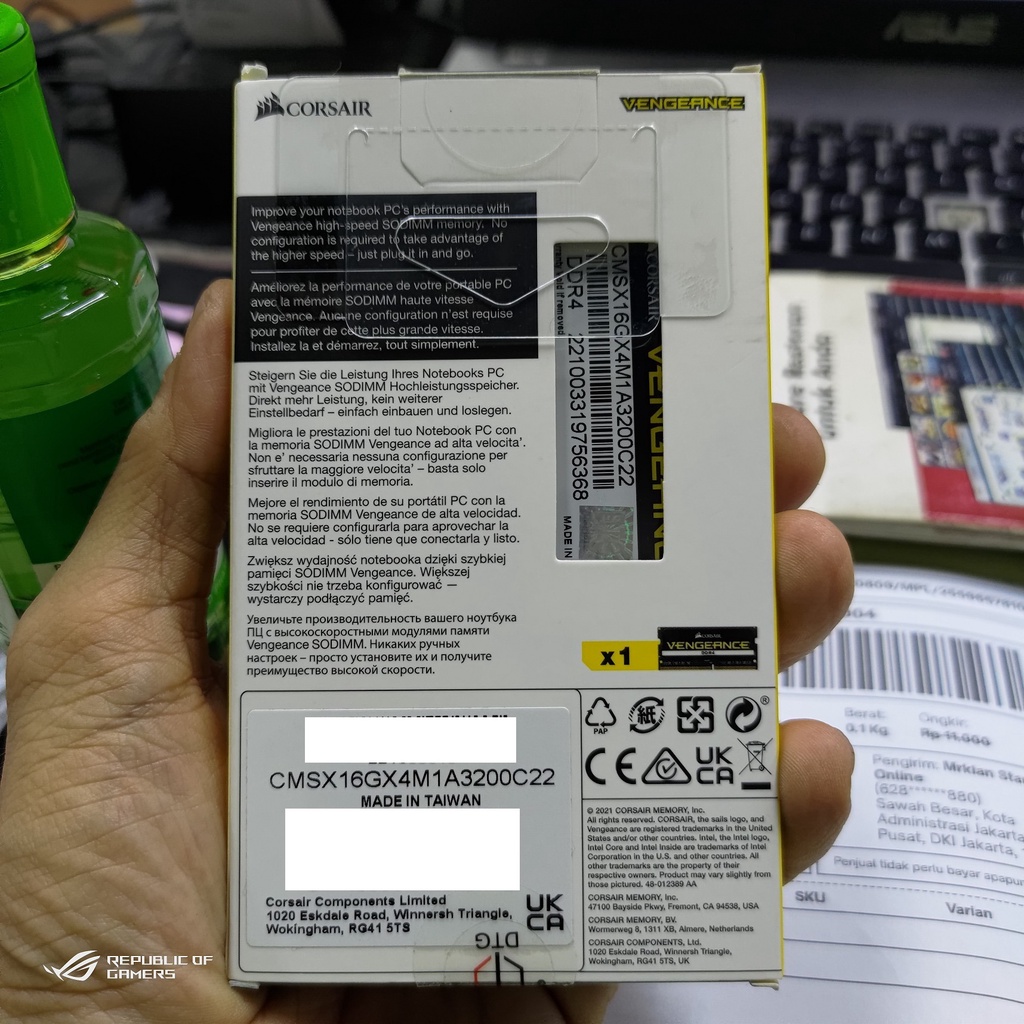 ASUS
CORSAIR
VENGEANCE
Improve your notebook PC's performance with
Vengeance high-speed SODIMM memory. No
configuration is required to take advantage of
the higher speed – just plug it in and go.
Améliorez la performance de votre portable PC
avec la mémoire SODIMM haute vitesse
Vengeance. Aucune configuration n'est requise
pour profiter de cette plus grande vitesse.
Installez la et démarrez, tout simplement.
Steigern Sie die Leistung Ihres Notebooks PC
mit Vengeance SODIMM Hochleistungsspeicher.
Direkt mehr Leistung, kein weiterer
Einstellbedarf – einfach einbauen und loslegen.
Migliora le prestazioni del tuo Notebook PC con
la memoria SODIMM Vengeance ad alta velocita'.
Non e' necessaria nessuna configurazione per
sfruttare la maggiore velocita' – basta solo
inserire il modulo di memoria.
Mejore el rendimiento de su portátil PC con la
memoria SODIMM Vengeance de alta velocidad.
No se requiere configurarla para aprovechar la
alta velocidad - sólo tiene que conectarla y listo.
Zwiększ wydajność notebooka dzięki szybkiej
pamięci SODIMM Vengeance. Większej
szybkości nie trzeba konfigurować —
wystarczy podłączyć pamięć.
Увеличьте производительность вашего ноутбука
ПЦ с высокоскоростными модулями памяти
Vengeance SODIMM. Никаких ручных
настроек – просто установите их и получите
преимущество высокой скорости.
CORSAIR
VENGEANCE
CMSX16GX4M1A3200C22
DDR4 221003319756368
if removed
MADE IN
x1
CORSAIR
VENGEANCE
CMSX16GX4M1A3200C22
MADE IN TAIWAN
Corsair Components Limited
1020 Eskdale Road, Winnersh Triangle,
Wokingham, RG41 5TS
UK
CA
DTG
PAP
紙
®
CE
UK
CA
© 2021 CORSAIR MEMORY, Inc.
All rights reserved. CORSAIR, the sails logo, and
Vengeance are registered trademarks in the United
States and/or other countries. Intel, the Intel logo,
Intel Core and Intel Inside are trademarks of Intel
Corporation in the U.S. and other countries. All
other trademarks are the property of their
respective owners. Product may vary slightly from
those pictured. 48-012389 AA
CORSAIR MEMORY, Inc.
47100 Bayside Pkwy, Fremont, CA 94538, USA
CORSAIR MEMORY, BV.
Wormerweg 8, 1311 XB, Almere, Netherlands
CORSAIR COMPONENTS, Ltd.
1020 Eskdale Road, Winnersh Triangle,
Wokingham, RG41 5TS, UK
untuk Anda
Berat:
0,1 Kg
Ongkir:
Rp 11.000
Pengirim: Mrkian Sta
Online
(628******880)
Sawah Besar, Kota
Administrasi Jakarta
Pusat, DKI Jakarta,
Penjual tidak perlu bayar apapu
SKU
Varian
REPUBLIC OF
GAMERS